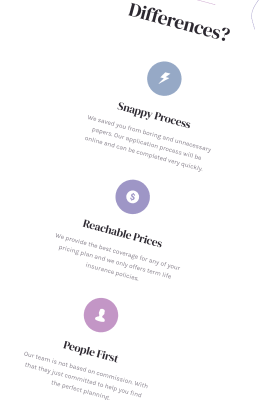 Differences?
Snappy Process
We saved you from boring and unnecessary
papers. Our application process will be
online and can be completed very quickly
$
Reachable Prices
We provide the best coverage for any of your
pricing plan and we only offers term life
insurance policies.
People First
Our team is not based on commission. With
that they just committed to help you find
the perfect planning.